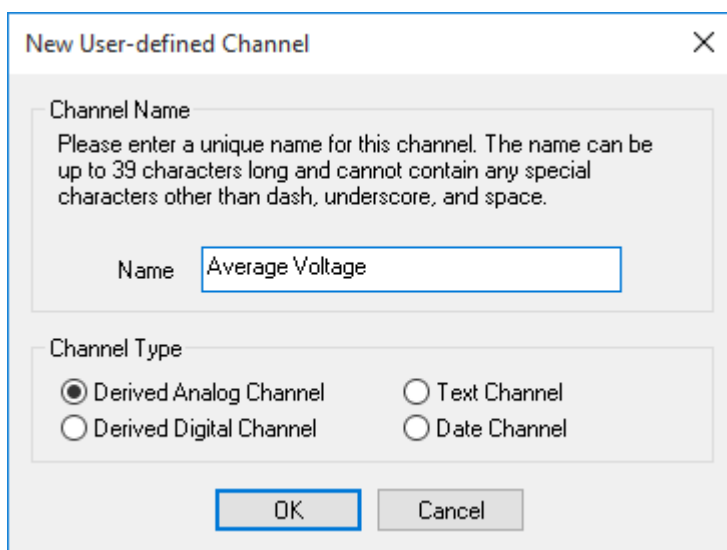 New User-defined Channel
Channel Name
Please enter a unique name for this channel. The name can be
up to 39 characters long and cannot contain any special
characters other than dash, underscore, and space.
Name Average Voltage
Channel Type
Derived Analog Channel Text Channel
Derived Digital Channel Date Channel
OK Cancel